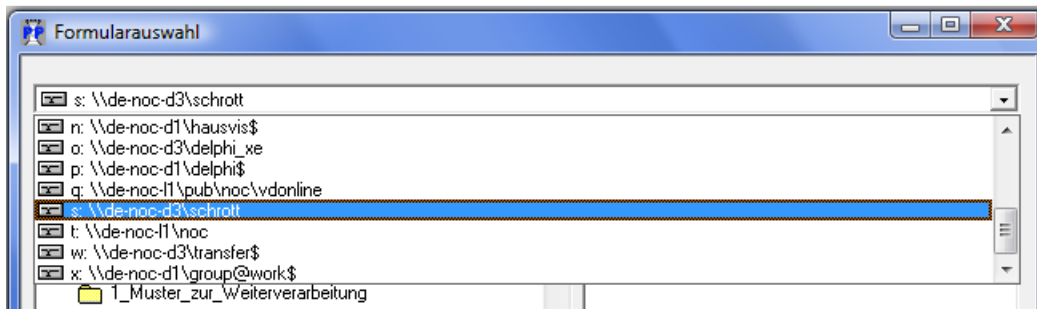 Formularauswahl
s: \\de-noc-d3\schrott
n: \\de-noc-d1\hausvis$
o: \\de-noc-d3\delphi_xe
p: \\de-noc-d1\delphi$
q: \\de-noc-l1\pub\noc\vdonline
s: \\de-noc-d3\schrott
t: \\de-noc-l1\noc
w: \\de-noc-d3\transfer$
x: \\de-noc-d1\group@work$
1_Muster_zur_Weiterverarbeitung